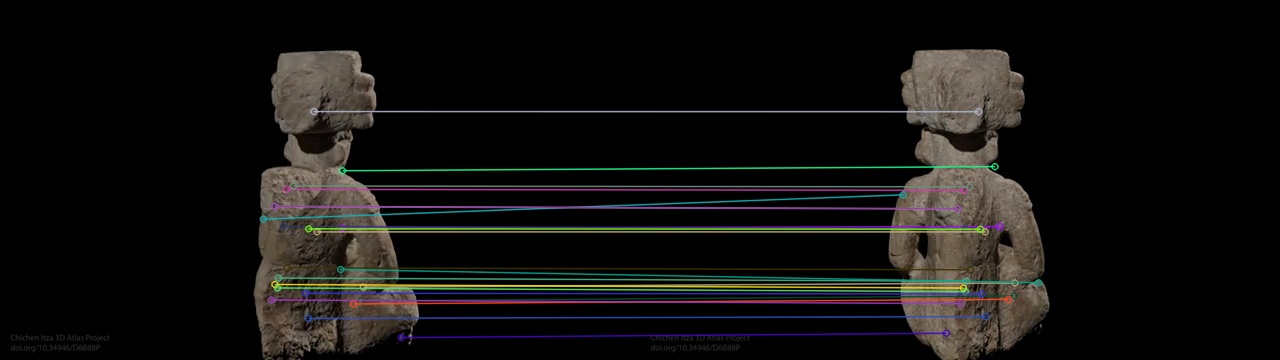 Chichen Itza 3D Atlas Project
doi.org/10.34946/D6B88P
Chichen Itza 3D Atlas Project
doi.org/10.34946/D6B88P